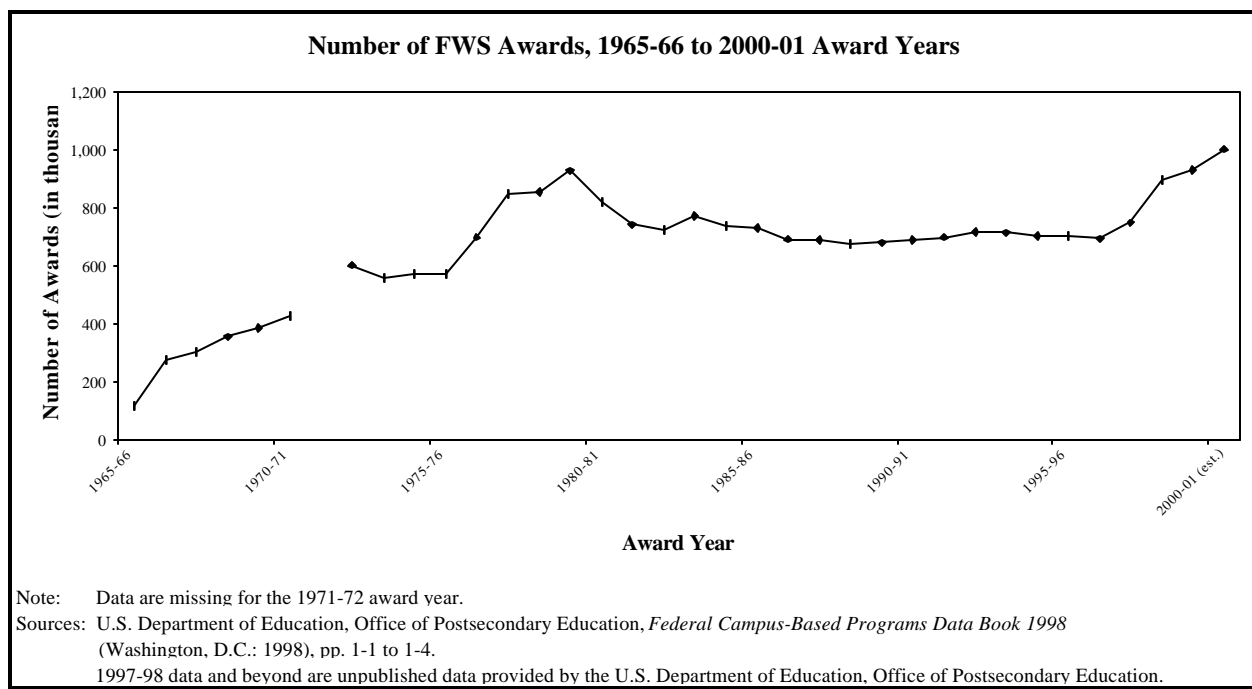 Number of FWS Awards, 1965-66 to 2000-01 Award Years
Number of Awards (in thousan
1,200
1,000
800
600
400
200
0
1965-66
1970-71
1975-76
1980-81
1985-86
1990-91
1995-96
2000-01 (est.)
Award Year
Note: Data are missing for the 1971-72 award year.
Sources: U.S. Department of Education, Office of Postsecondary Education, Federal Campus-Based Programs Data Book 1998
(Washington, D.C.: 1998), pp. 1-1 to 1-4.
1997-98 data and beyond are unpublished data provided by the U.S. Department of Education, Office of Postsecondary Education.